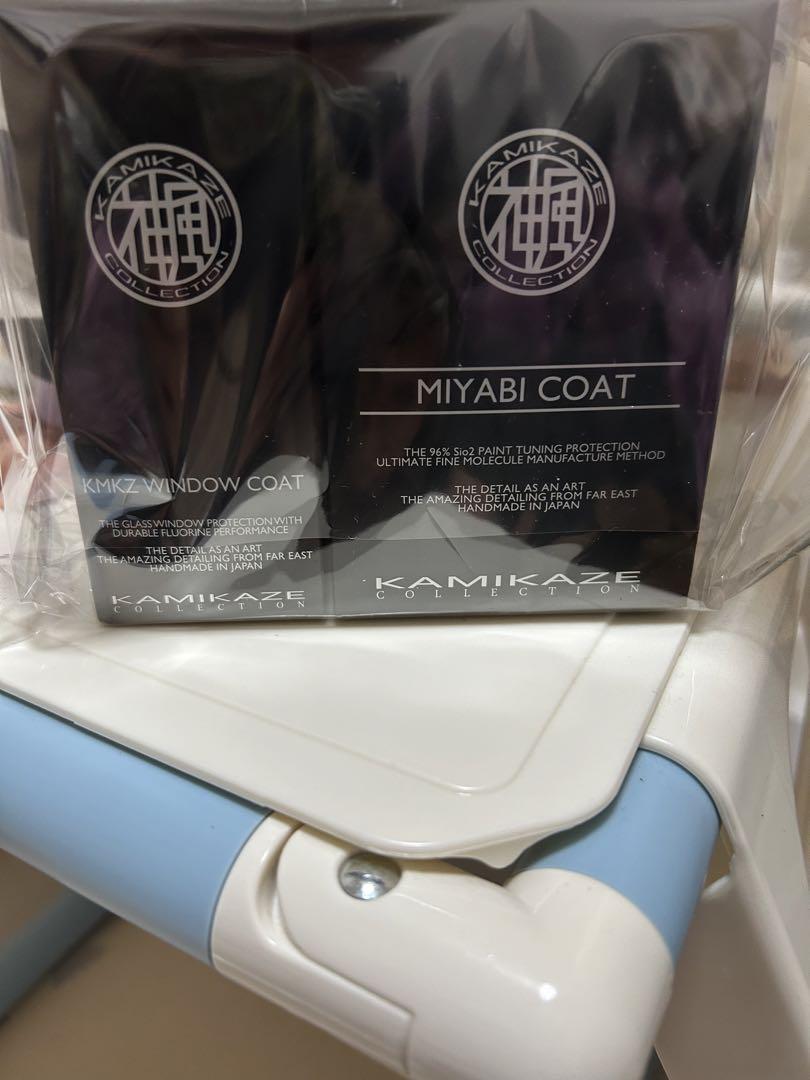 KAMIKAZE
COLLECTION
KMKZ WINDOW COAT
THE GLASS WINDOW PROTECTION WITH
DURABLE FLUORINE PERFORMANCE
THE DETAIL AS AN ART
THE AMAZING DETAILING FROM FAR EAST
HANDMADE IN JAPAN
KAMIKAZE
COLLECTION
KAMIKAZE
COLLECTION
MIYABI COAT
THE 96% Sio2 PAINT TUNING PROTECTION
ULTIMATE FINE MOLECULE MANUFACTURE METHOD
THE DETAIL AS AN ART
THE AMAZING DETAILING FROM FAR EAST
HANDMADE IN JAPAN
KAMIKAZE
COLLECTION